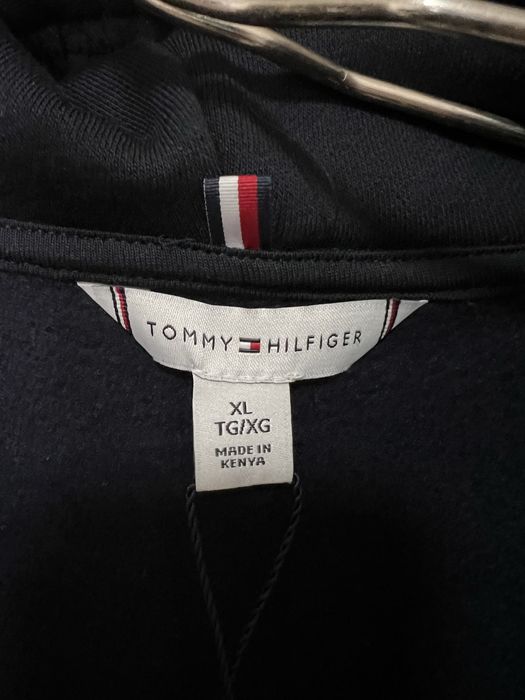 TOMMY HILFIGER
XL
TG/XG
MADE IN
KENYA